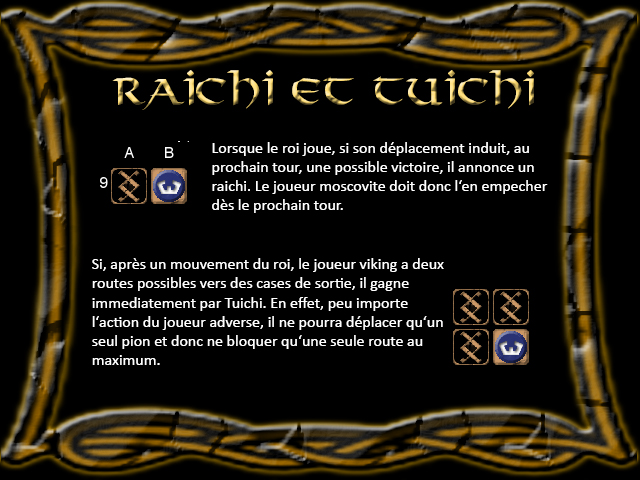 Raichi et Tuichi
A B
9
Lorsque le roi joue, si son déplacement induit, au
prochain tour, une possible victoire, il annonce un
raichi. Le joueur moscovite doit donc l'en empecher
dès le prochain tour.
Si, après un mouvement du roi, le joueur viking a deux
routes possibles vers des cases de sortie, il gagne
immediatement par Tuichi. En effet, peu importe
l'action du joueur adverse, il ne pourra déplacer qu'un
seul pion et donc ne bloquer qu'une seule route au
maximum.